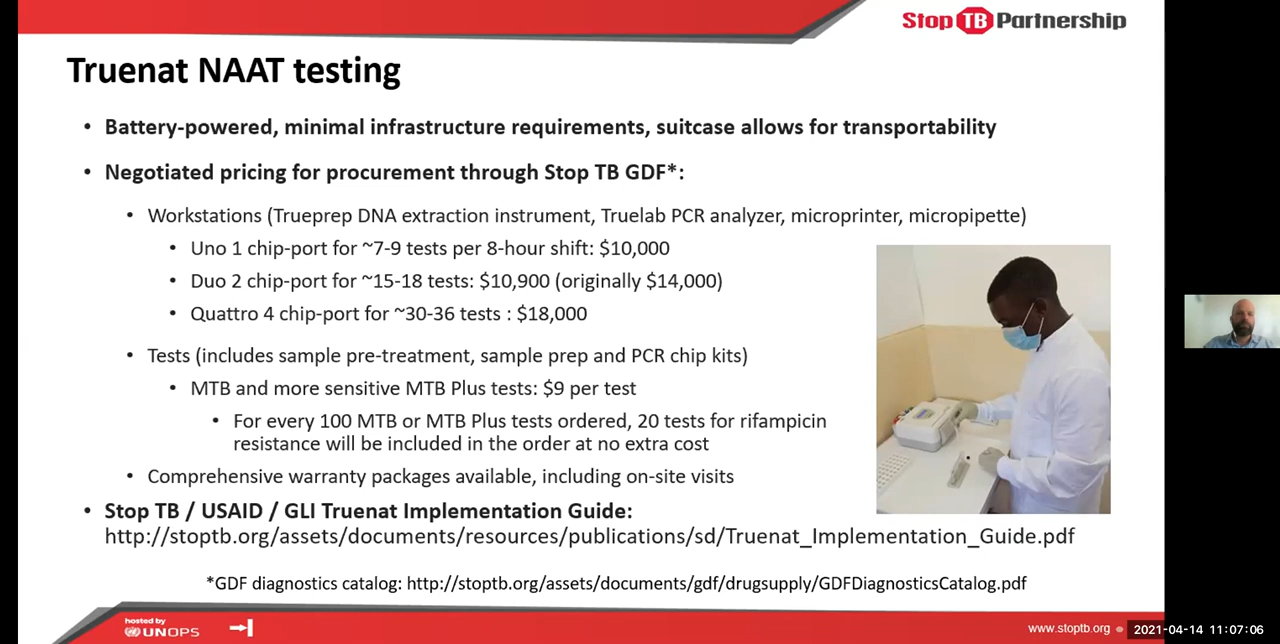 Stop TB Partnership
Truenat NAAT testing
• Battery-powered, minimal infrastructure requirements, suitcase allows for transportability
• Negotiated pricing for procurement through Stop TB GDF*:
• Workstations (Trueprep DNA extraction instrument, Truelab PCR analyzer, microprinter, micropipette)
• Uno 1 chip-port for ~7-9 tests per 8-hour shift: $10,000
• Duo 2 chip-port for ~15-18 tests: $10,900 (originally $14,000)
• Quattro 4 chip-port for ~30-36 tests : $18,000
• Tests (includes sample pre-treatment, sample prep and PCR chip kits)
• MTB and more sensitive MTB Plus tests: $9 per test
• For every 100 MTB or MTB Plus tests ordered, 20 tests for rifampicin
resistance will be included in the order at no extra cost
• Comprehensive warranty packages available, including on-site visits
• Stop TB / USAID / GLI Truenat Implementation Guide:
http://stoptb.org/assets/documents/resources/publications/sd/Truenat_Implementation_Guide.pdf
*GDF diagnostics catalog: http://stoptb.org/assets/documents/gdf/drugsupply/GDFDiagnosticsCatalog.pdf
hosted by
UNOPS
www.stoptb.org
2021-04-14 11:07:06